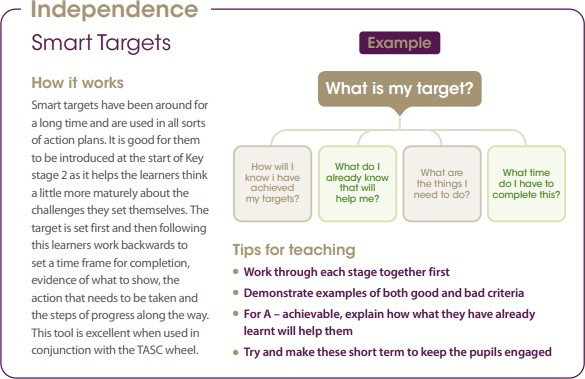 Independence
Smart Targets
How it works
Smart targets have been around for
a long time and are used in all sorts
of action plans. It is good for them
to be introduced at the start of Key
stage 2 as it helps the learners think
a little more maturely about the
challenges they set themselves. The
target is set first and then following
this learners work backwards to
set a time frame for completion,
evidence of what to show, the
action that needs to be taken and
the steps of progress along the way.
This tool is excellent when used in
conjunction with the TASC wheel.
Example
What is my target?
How will I
know i have
achieved
my targets?
What do I
already know
that will
help me?
What are
the things I
need to do?
What time
do I have to
complete this?
Tips for teaching
• Work through each stage together first
• Demonstrate examples of both good and bad criteria
• For A – achievable, explain how what they have already
learnt will help them
• Try and make these short term to keep the pupils engaged